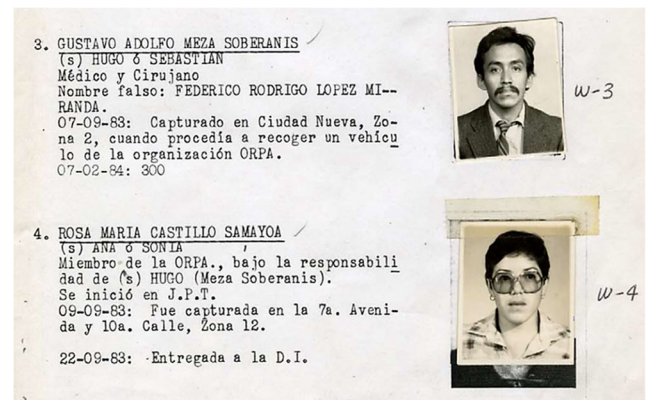 3. GUSTAVO ADOLFO MEZA SOBERANIS
(s) HUGO ó SEBASTIAN
Médico y Cirujano
Nombre falso: FEDERICO RODRIGO LOPEZ MI--
RANDA.
07-09-83: Capturado en Ciudad Nueva, Zo-
na 2, cuando procedía a recoger un vehícu
lo de la organización ORPA.
07-02-84: 300
W-3
4. ROSA MARIA CASTILLO SAMAYOA
(s) ANA ó SONIA
Miembro de la ORPA., bajo la responsabili
dad de (s) HUGO (Meza Soberanis).
Se inició en J.P.T.
09-09-83: Fue capturada en la 7a. Aveni-
da y 10a. Calle, Zona 12.
22-09-83: Entregada a la D.I.
W-4